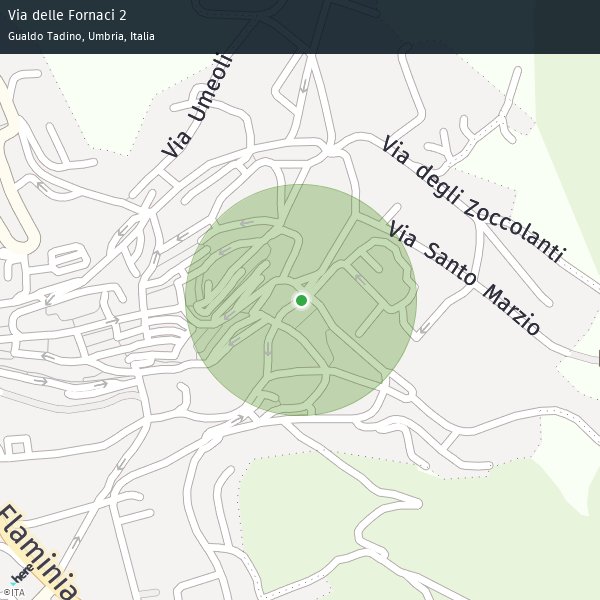 Via delle Fornaci 2
Gualdo Tadino, Umbria, Italia
Via Umeoli
Via degli Zoccolanti
Via Santo Marzio
Flaminia
here
©ITA